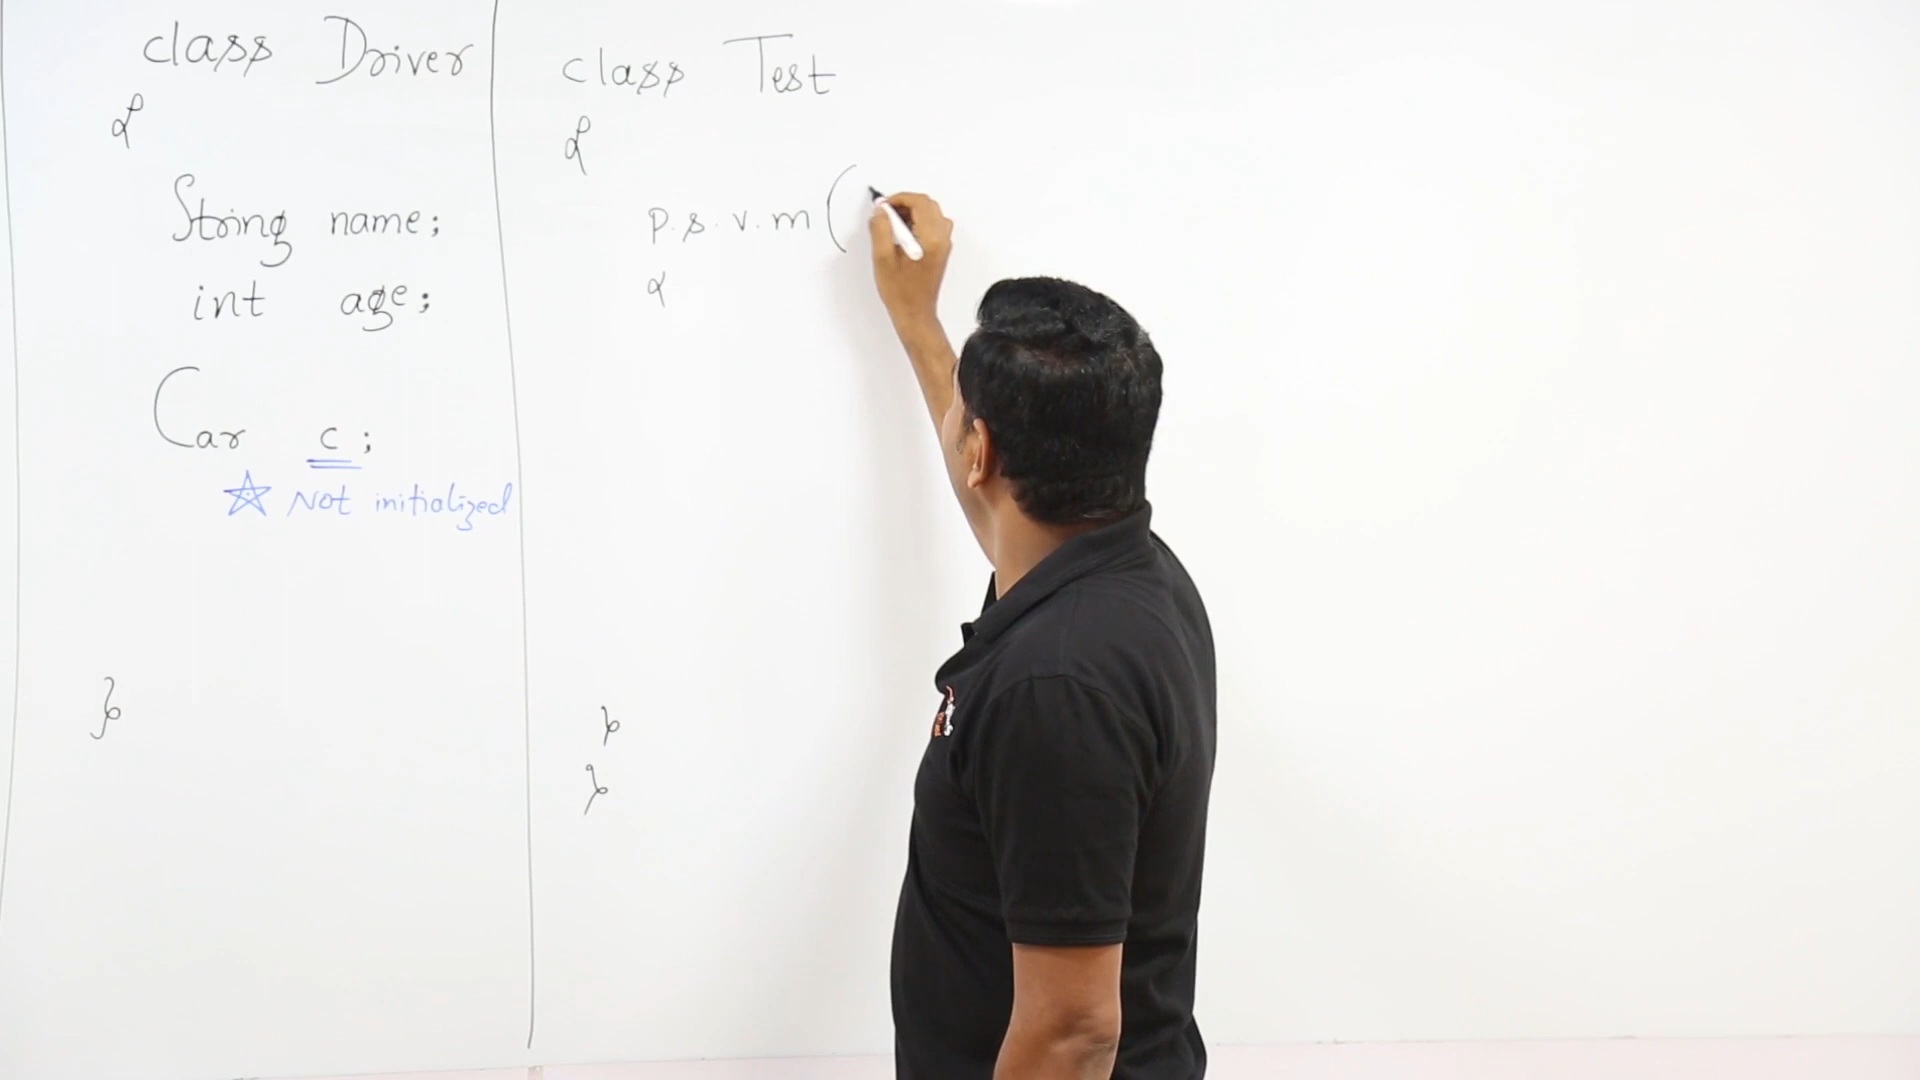 class Driver
{
String name;
int age;
Car c;
☆ Not initialized
}
class Test
{
p.s.v.m (
{
}
}